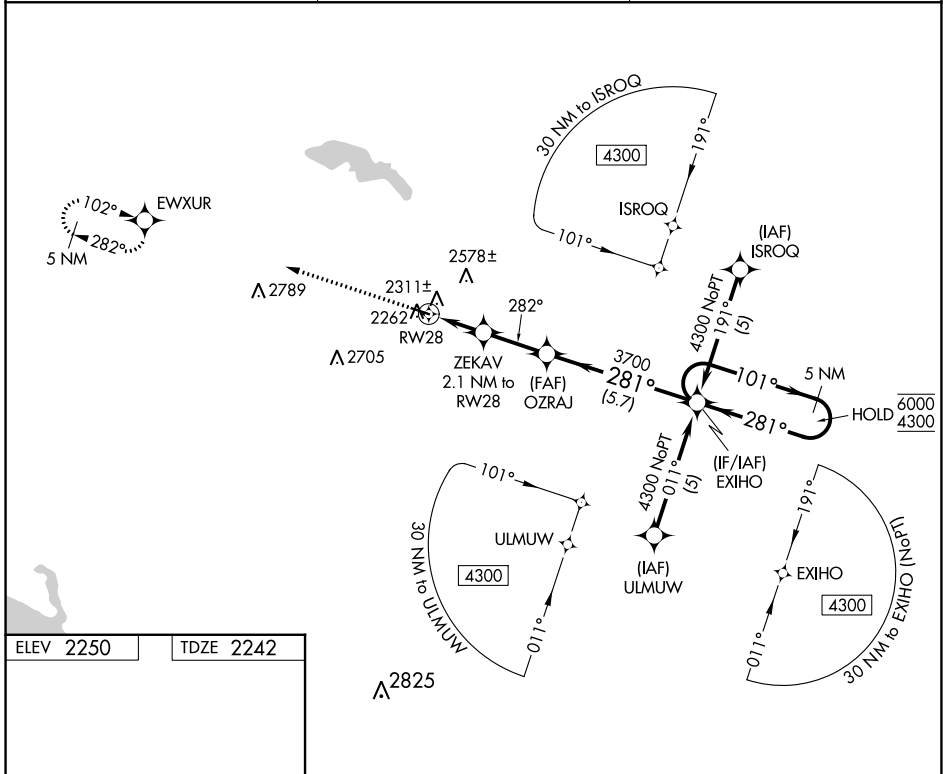 30 NM to ISROQ
4300
191°
ISROQ
101°
EWXUR
102°
282°
5 NM
(IAF)
ISROQ
4300 NoPT
191°
(5)
2578±
2311±
2789
2262
RW28
282°
2705
ZEKAV
2.1 NM to
RW28
(FAF)
OZRAJ
3700
281°
(5.7)
101°
5 NM
281°
HOLD
6000
4300
(IF/IAF)
EXIHO
4300 NoPT
011°
(5)
(IAF)
ULMUW
101°
ULMUW
4300
30 NM to ULMUW
011°
191°
EXIHO
4300
011°
30 NM to EXIHO (NoPT)
ELEV 2250
TDZE 2242
2825